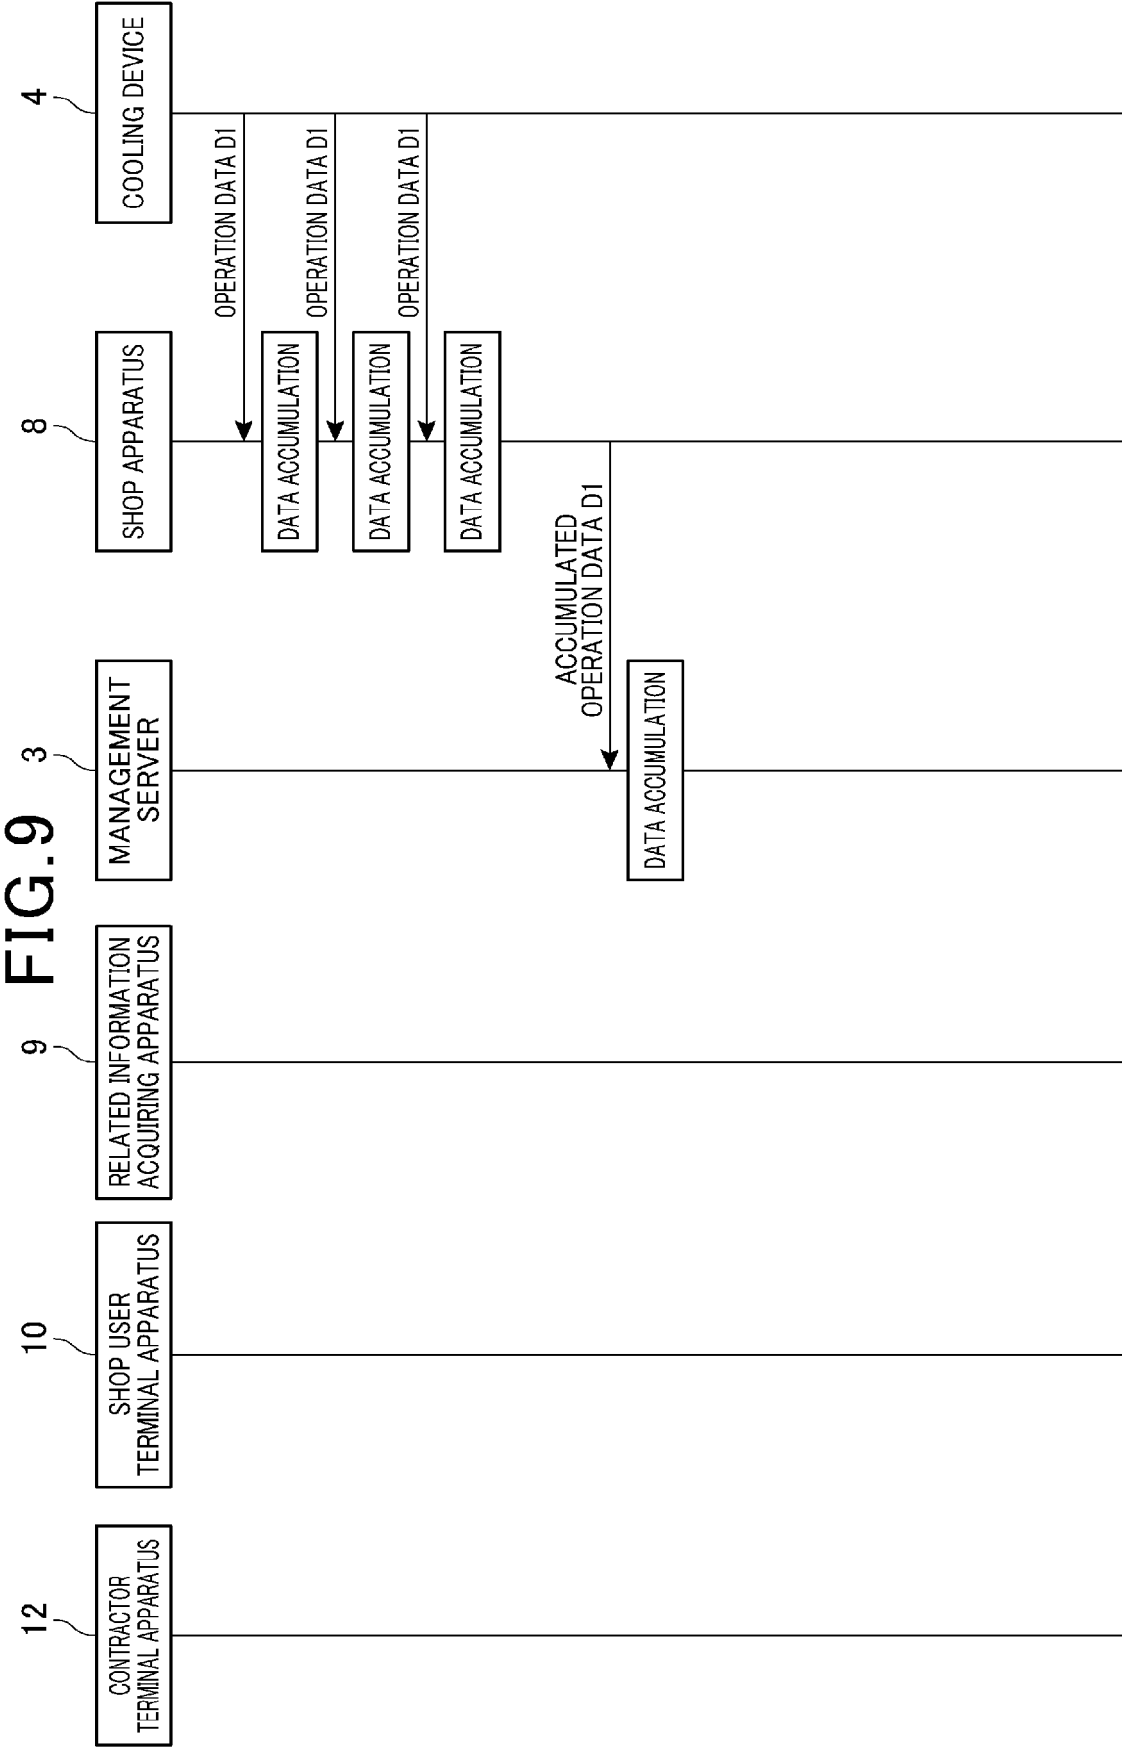 FIG.9
12
CONTRACTOR
TERMINAL APPARATUS
10
SHOP USER
TERMINAL APPARATUS
9
RELATED INFORMATION
ACQUIRING APPARATUS
3
MANAGEMENT
SERVER
8
SHOP APPARATUS
4
COOLING DEVICE
OPERATION DATA D1
DATA ACCUMULATION
OPERATION DATA D1
DATA ACCUMULATION
OPERATION DATA D1
DATA ACCUMULATION
ACCUMULATED
OPERATION DATA D1
DATA ACCUMULATION